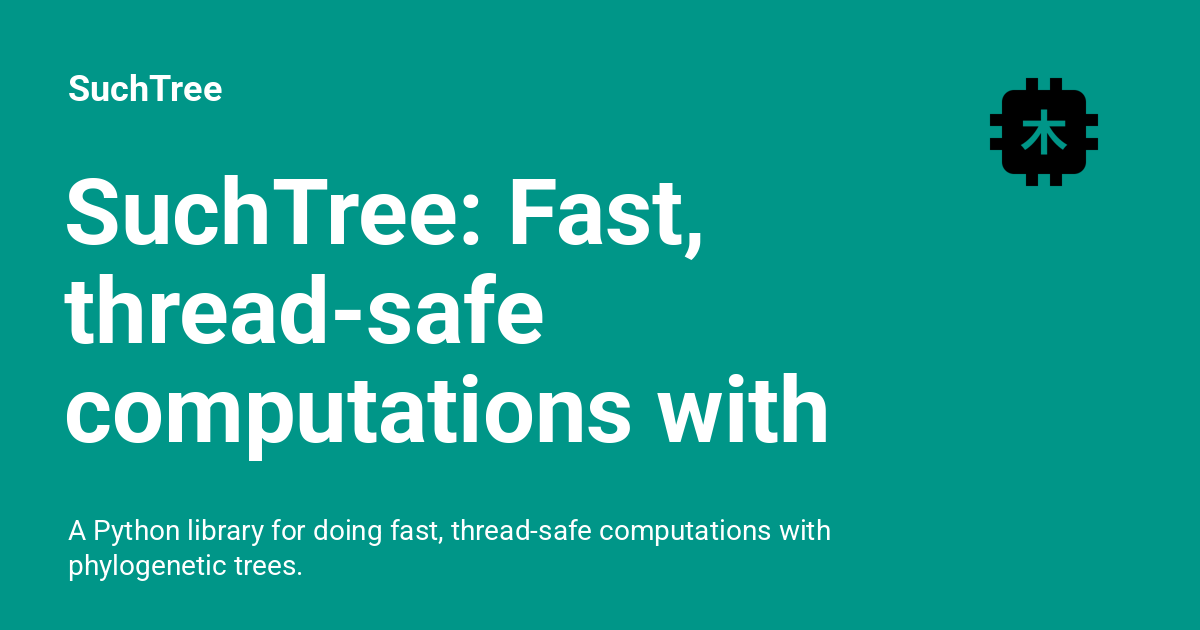 SuchTree
木
SuchTree: Fast,
thread-safe
computations with
A Python library for doing fast, thread-safe computations with
phylogenetic trees.